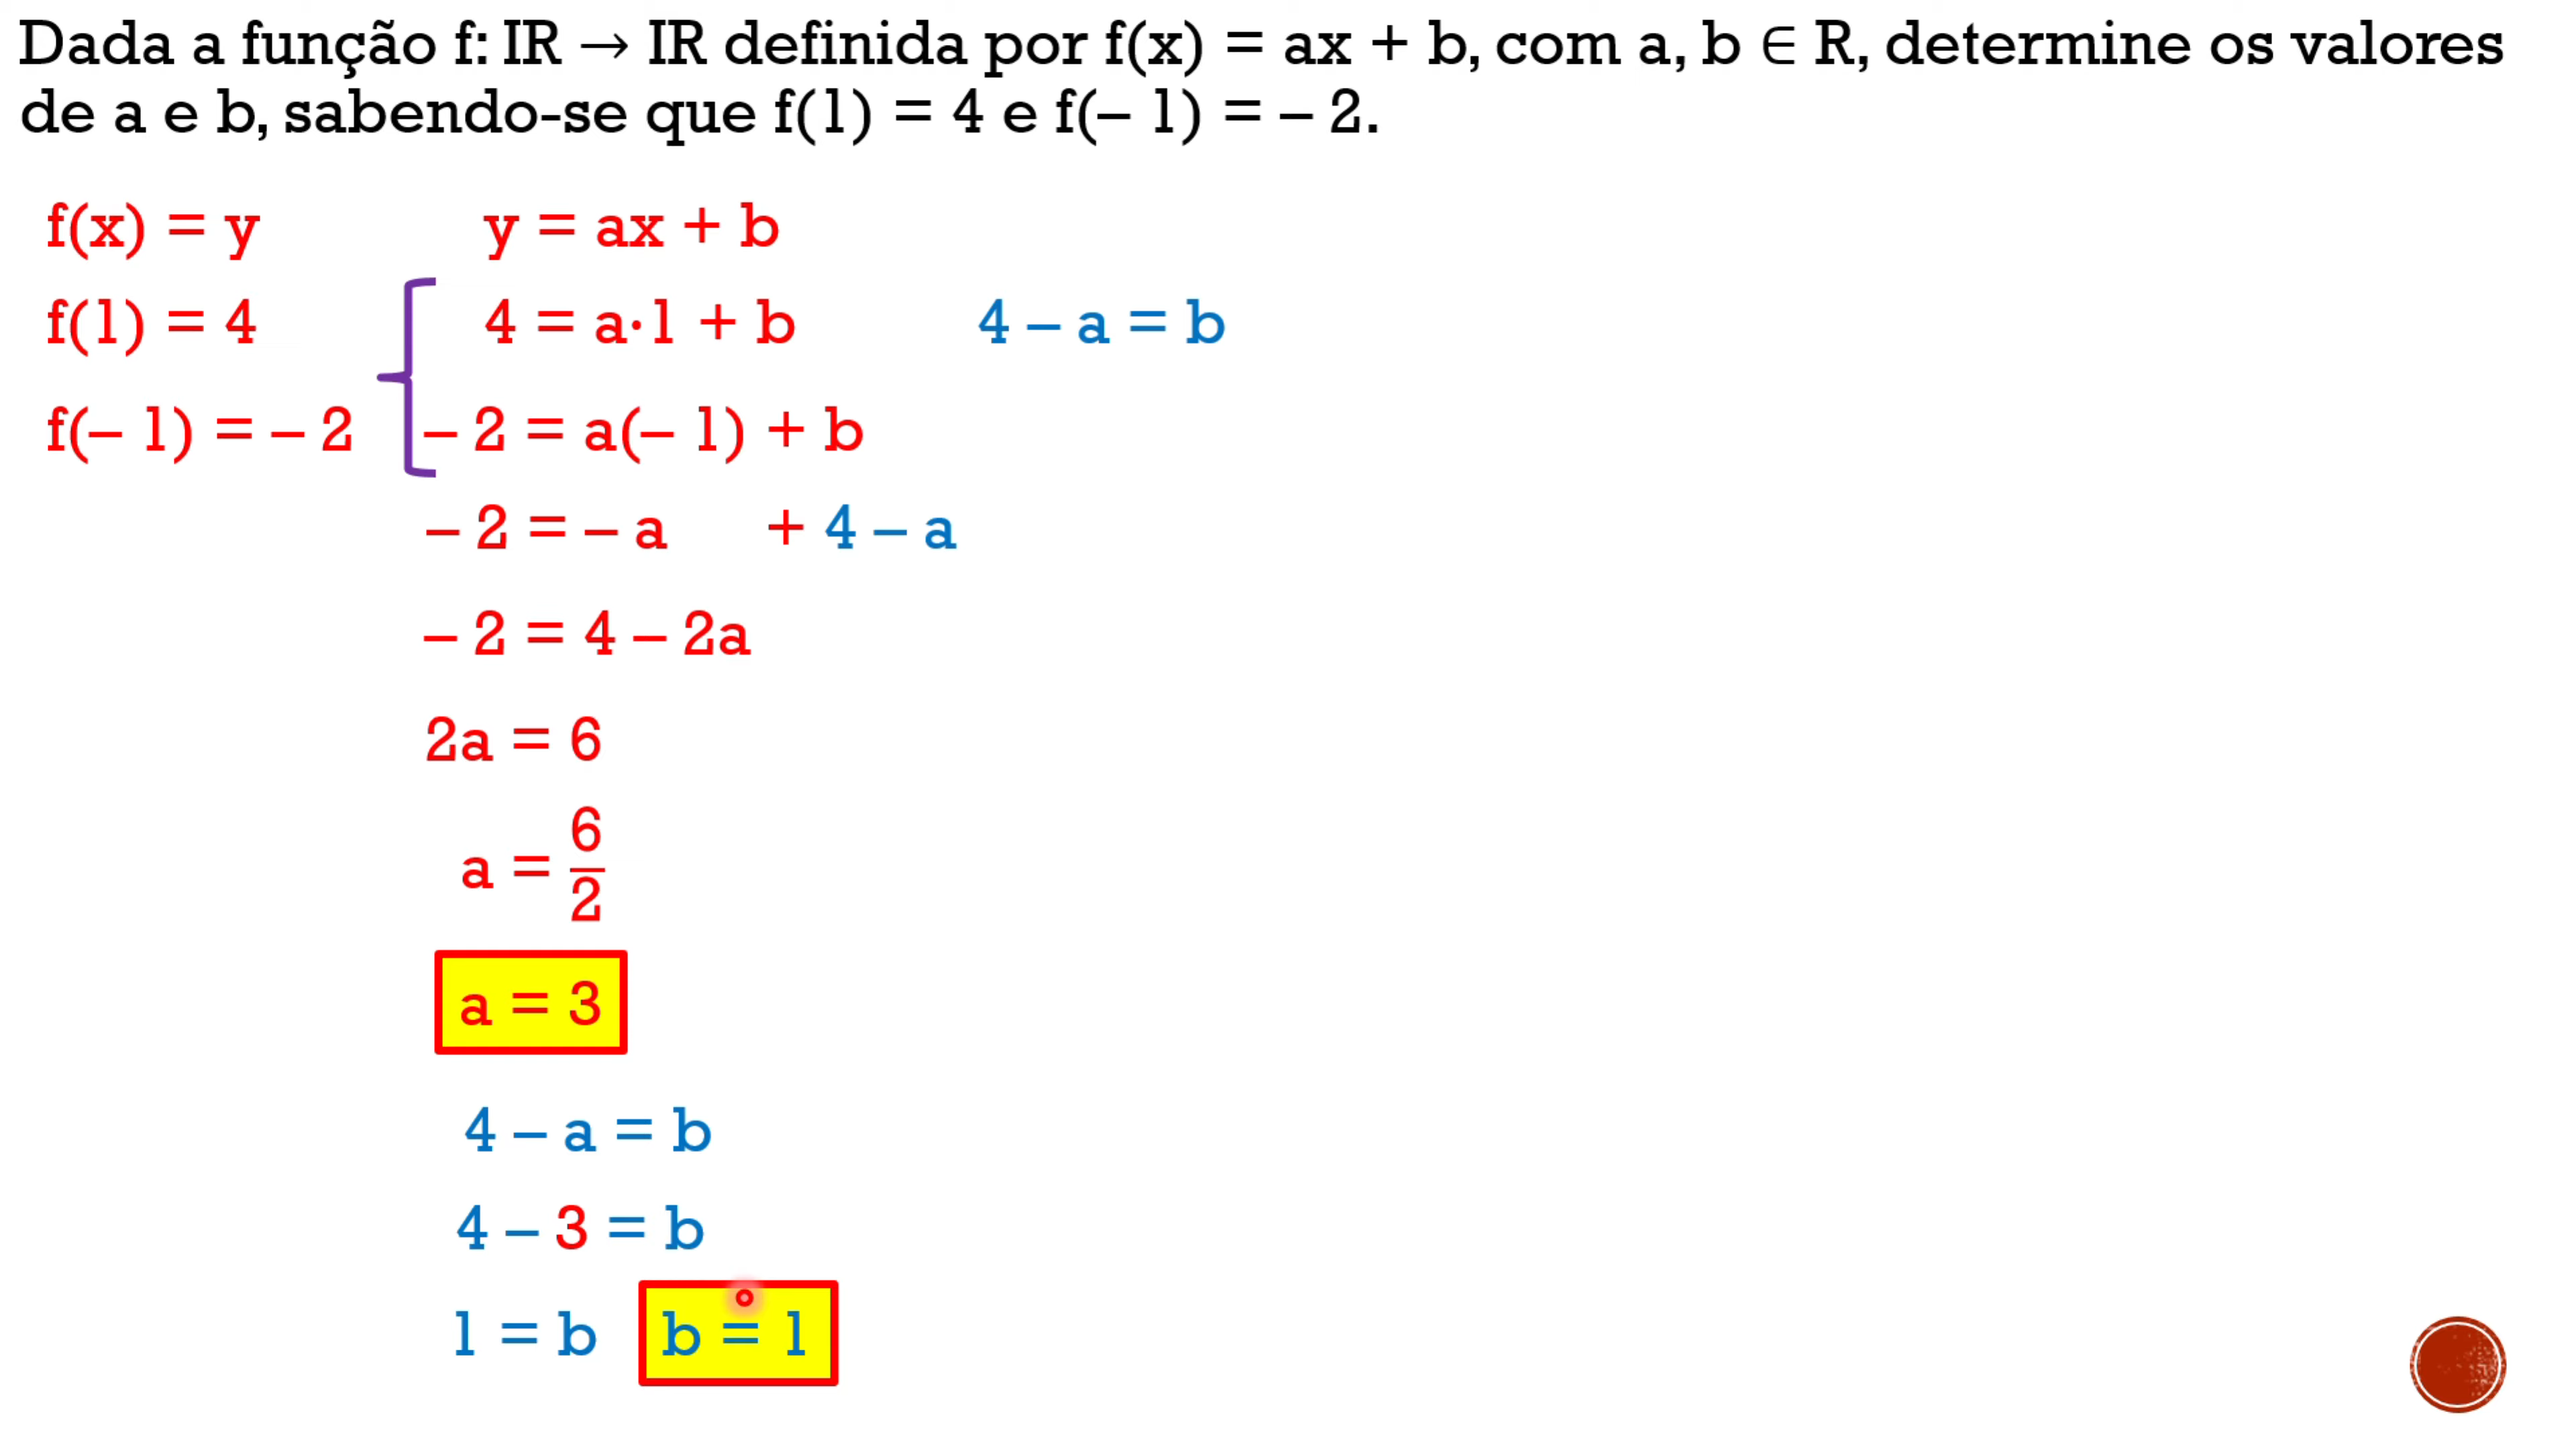 Dada a função f: IR → IR definida por f(x) = ax + b, com a, b ∈ R, determine os valores
de a e b, sabendo-se que f(1) = 4 e f(– 1) = – 2.
f(x) = y y = ax + b
f(1) = 4 4 = a·1 + b 4 – a = b
f(– 1) = – 2 – 2 = a(– 1) + b
– 2 = – a + 4 – a
– 2 = 4 – 2a
2a = 6
a = 6/2
a = 3
4 – a = b
4 – 3 = b
1 = b b = 1